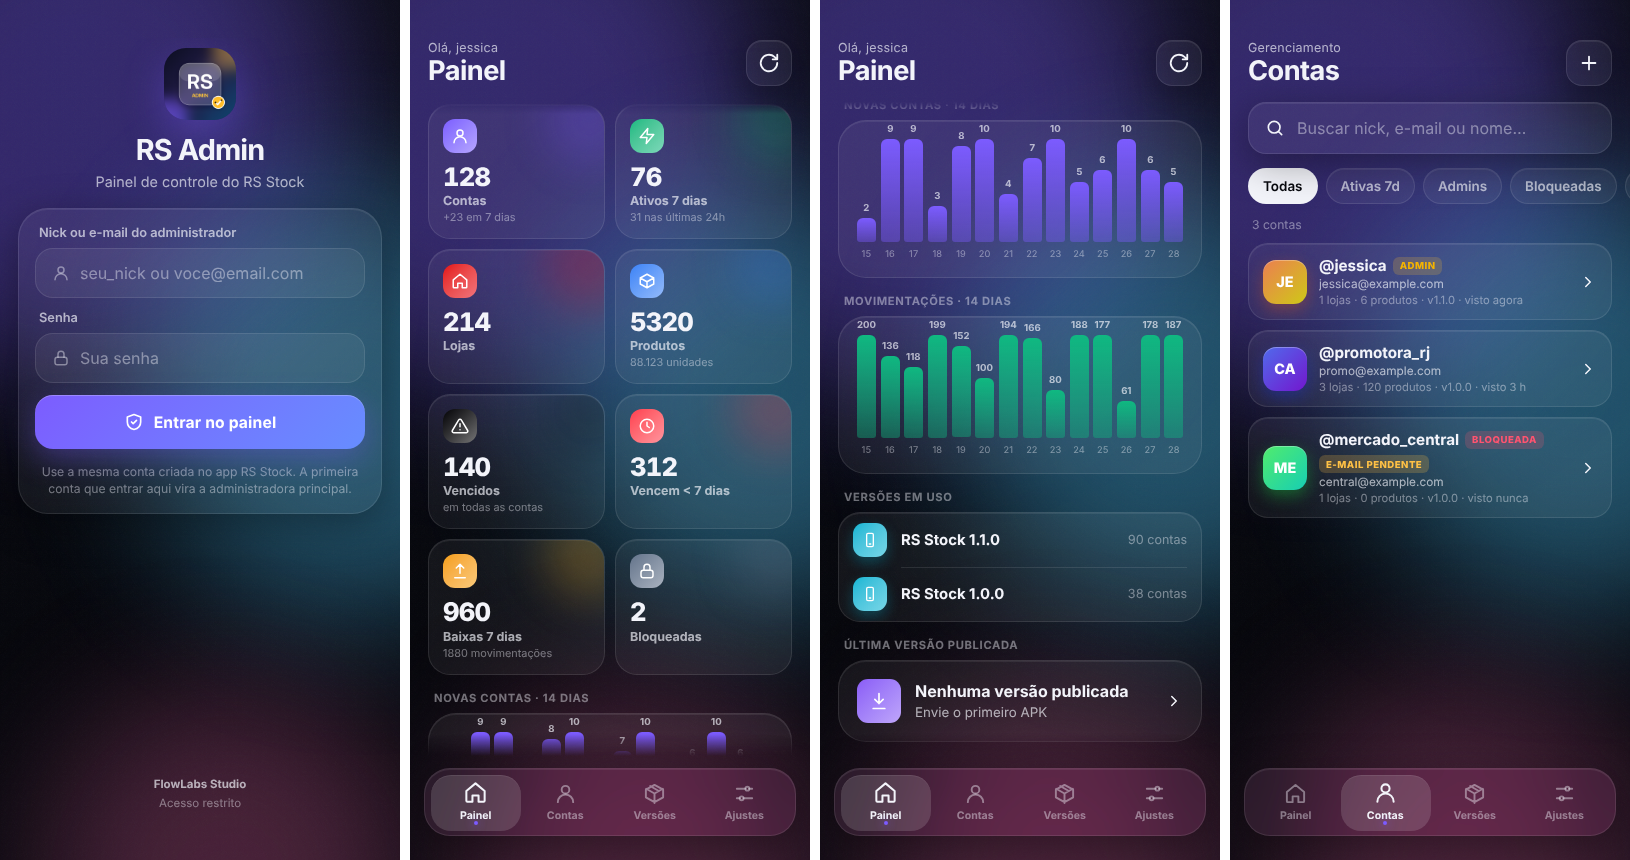 RS
ADMIN
RS Admin
Painel de controle do RS Stock
Nick ou e-mail do administrador
seu_nick ou voce@email.com
Senha
Sua senha
Entrar no painel
Use a mesma conta criada no app RS Stock. A primeira
conta que entrar aqui vira a administradora principal.
FlowLabs Studio
Acesso restrito
Olá, jessica
Painel
128
Contas
+23 em 7 dias
76
Ativos 7 dias
31 nas últimas 24h
214
Lojas
5320
Produtos
88.123 unidades
140
Vencidos
em todas as contas
312
Vencem < 7 dias
960
Baixas 7 dias
1880 movimentações
2
Bloqueadas
NOVAS CONTAS · 14 DIAS
9 9 8 10 7 10 6 10 6
Painel Contas Versões Ajustes
Olá, jessica
Painel
NOVAS CONTAS · 14 DIAS
2 9 9 3 8 10 4 7 10 5 6 10 6 5
15 16 17 18 19 20 21 22 23 24 25 26 27 28
MOVIMENTAÇÕES · 14 DIAS
200 136 118 199 152 100 194 166 80 188 177 61 178 187
15 16 17 18 19 20 21 22 23 24 25 26 27 28
VERSÕES EM USO
RS Stock 1.1.0 90 contas
RS Stock 1.0.0 38 contas
ÚLTIMA VERSÃO PUBLICADA
Nenhuma versão publicada
Envie o primeiro APK
Painel Contas Versões Ajustes
Gerenciamento
Contas
Buscar nick, e-mail ou nome...
Todas Ativas 7d Admins Bloqueadas
3 contas
JE
@jessica ADMIN
jessica@example.com
1 lojas · 6 produtos · v1.1.0 · visto agora
CA
@promotora_rj
promo@example.com
3 lojas · 120 produtos · v1.0.0 · visto 3 h
ME
@mercado_central BLOQUEADA
E-MAIL PENDENTE
central@example.com
1 lojas · 0 produtos · v1.0.0 · visto nunca
Painel Contas Versões Ajustes